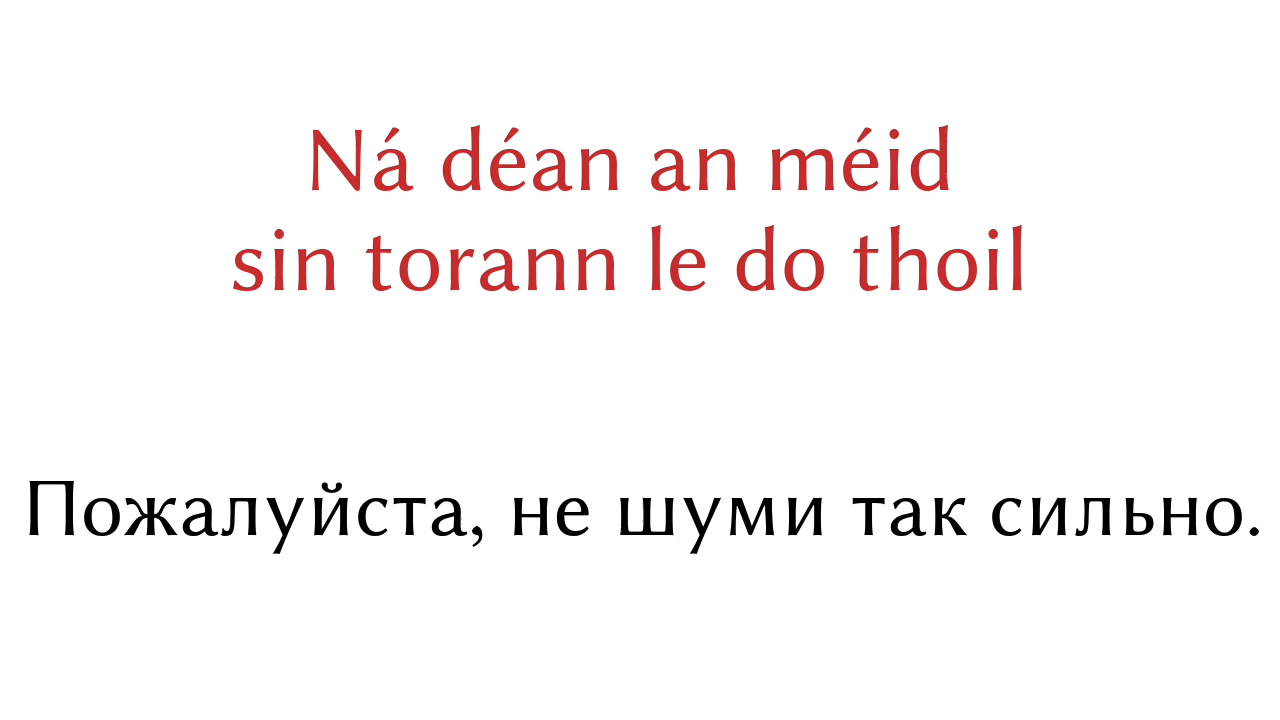 Ná déan an méid
sin torann le do thoil
Пожалуйста, не шуми так сильно.